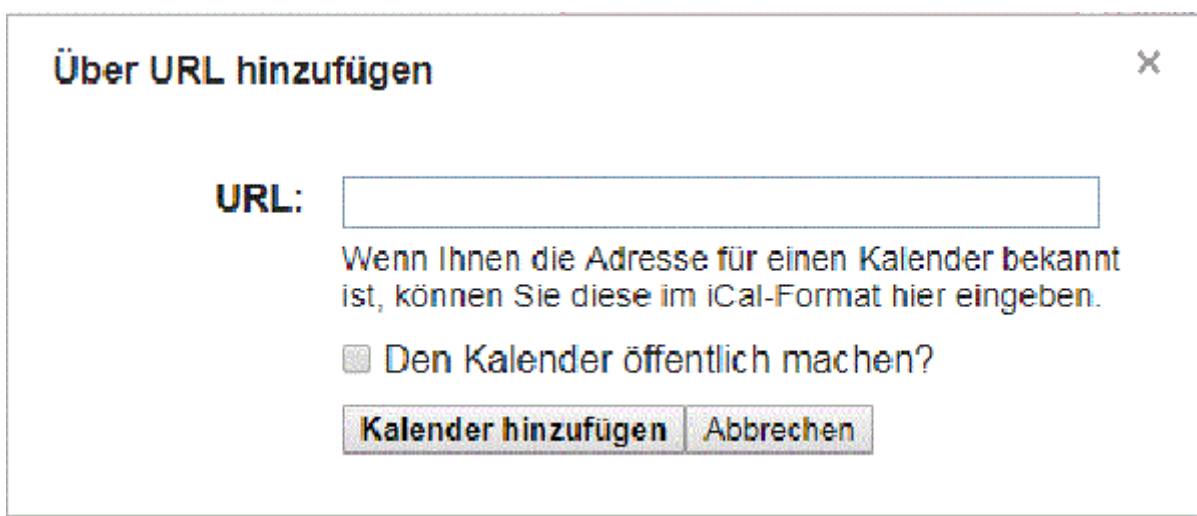 Über URL hinzufügen
URL:
Wenn Ihnen die Adresse für einen Kalender bekannt
ist, können Sie diese im iCal-Format hier eingeben.
Den Kalender öffentlich machen?
Kalender hinzufügen Abbrechen